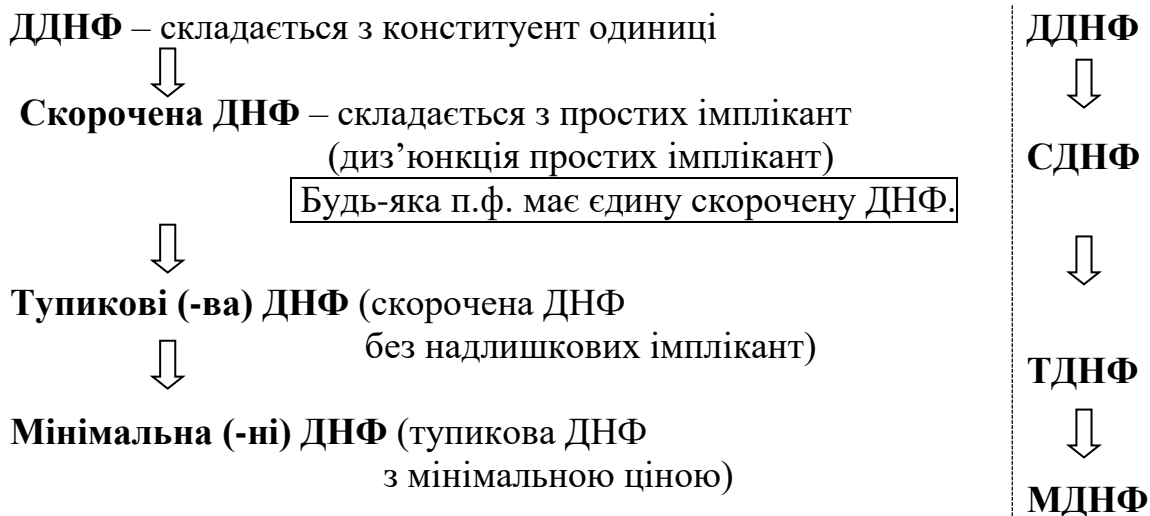 ДДНФ – складається з конституент одиниці
Скорочена ДНФ – складається з простих імплікант
(диз’юнкція простих імплікант)
Будь-яка п.ф. має єдину скорочену ДНФ.
Тупикові (-ва) ДНФ (скорочена ДНФ
без надлишкових імплікант)
Мінімальна (-ні) ДНФ (тупикова ДНФ
з мінімальною ціною)
ДДНФ
СДНФ
ТДНФ
МДНФ